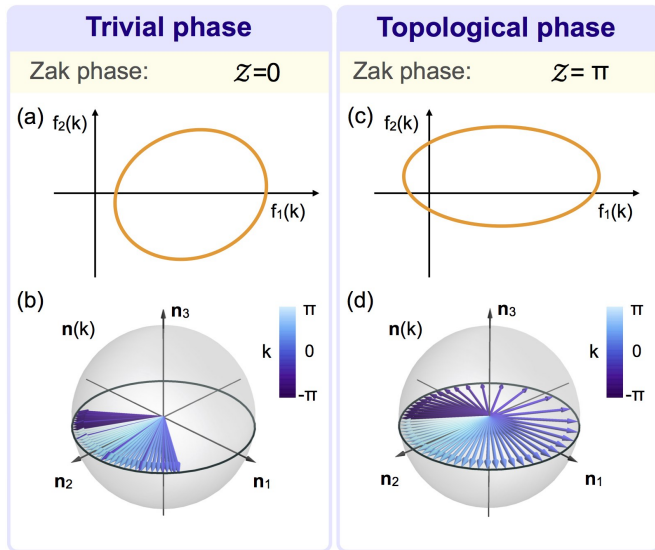 Trivial phase
Zak phase: 𝒵=0
(a)
f₂(k)
f₁(k)
(b)
n₃
n(k)
π
k 0
-π
n₂
n₁
Topological phase
Zak phase: 𝒵= π
(c)
f₂(k)
f₁(k)
(d)
n₃
n(k)
π
k 0
-π
n₂
n₁